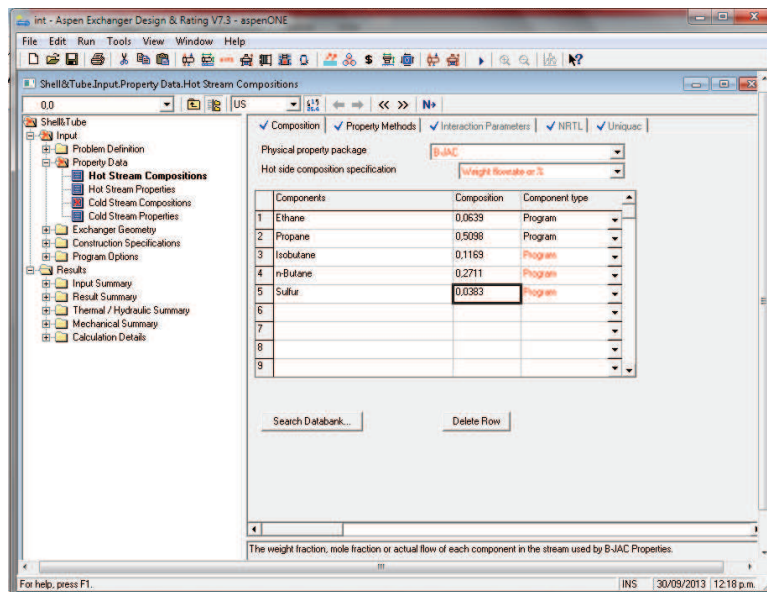 int - Aspen Exchanger Design & Rating V7.3 - aspenONE
File Edit Run Tools View Window Help
Shell&Tube.Input.Property Data.Hot Stream Compositions
0,0 US
Shell&Tube
Input
Problem Definition
Property Data
Hot Stream Compositions
Hot Stream Properties
Cold Stream Compositions
Cold Stream Properties
Exchanger Geometry
Construction Specifications
Program Options
Results
Input Summary
Result Summary
Thermal / Hydraulic Summary
Mechanical Summary
Calculation Details
Composition Property Methods Interaction Parameters NRTL Uniquac
Physical property package B-JAC
Hot side composition specification Weight flowrate or %
Components Composition Component type
1 Ethane 0,0639 Program
2 Propane 0,5098 Program
3 Isobutane 0,1169 Program
4 n-Butane 0,2711 Program
5 Sulfur 0,0383 Program
6
7
8
9
Search Databank... Delete Row
The weight fraction, mole fraction or actual flow of each component in the stream used by B-JAC Properties.
For help, press F1. INS 30/09/2013 12:18 p.m.